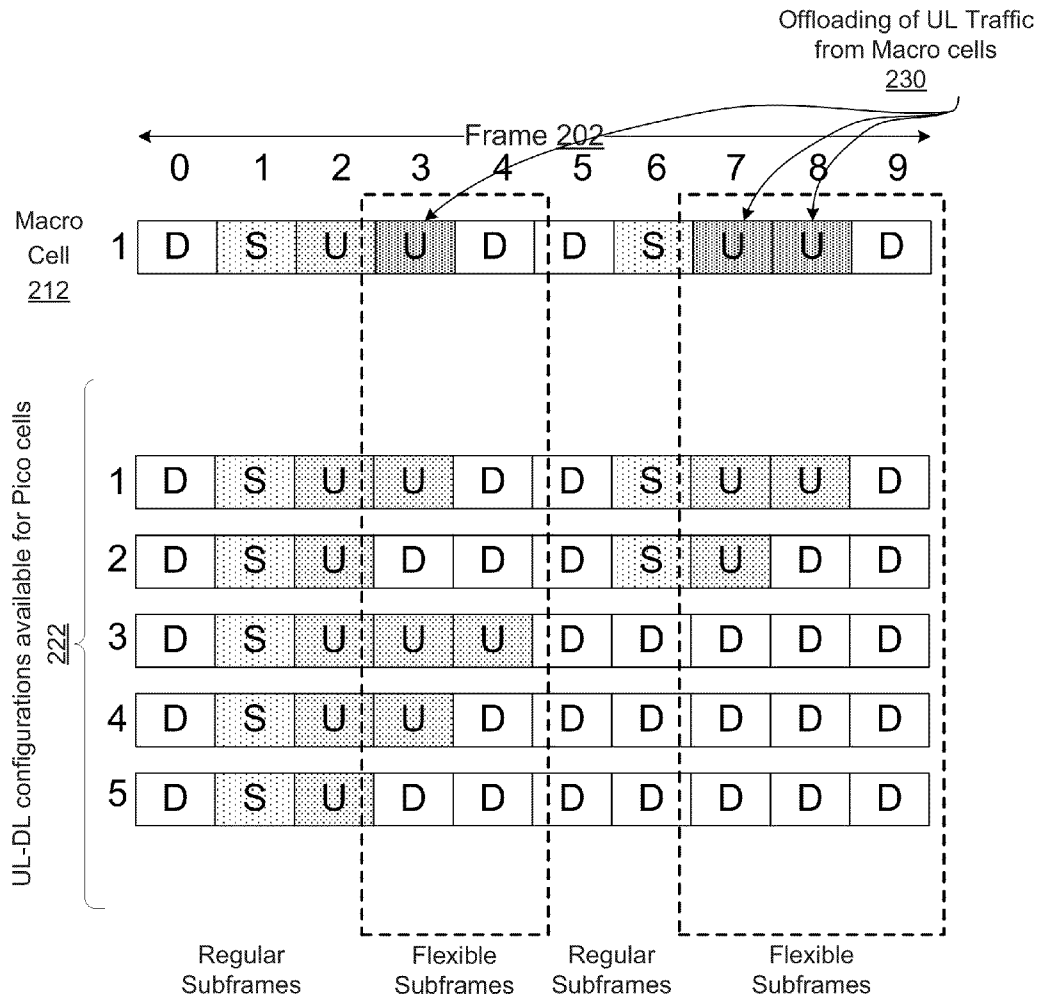 Offloading of UL Traffic
from Macro cells
230
Frame 202
0 1 2 3 4 5 6 7 8 9
Macro
Cell
212
1 D S U U D D S U U D
UL-DL configurations available for Pico cells
222
1 D S U U D D S U U D
2 D S U D D D S U D D
3 D S U U U D D D D D
4 D S U U D D D D D D
5 D S U D D D D D D D
Regular
Subframes
Flexible
Subframes
Regular
Subframes
Flexible
Subframes